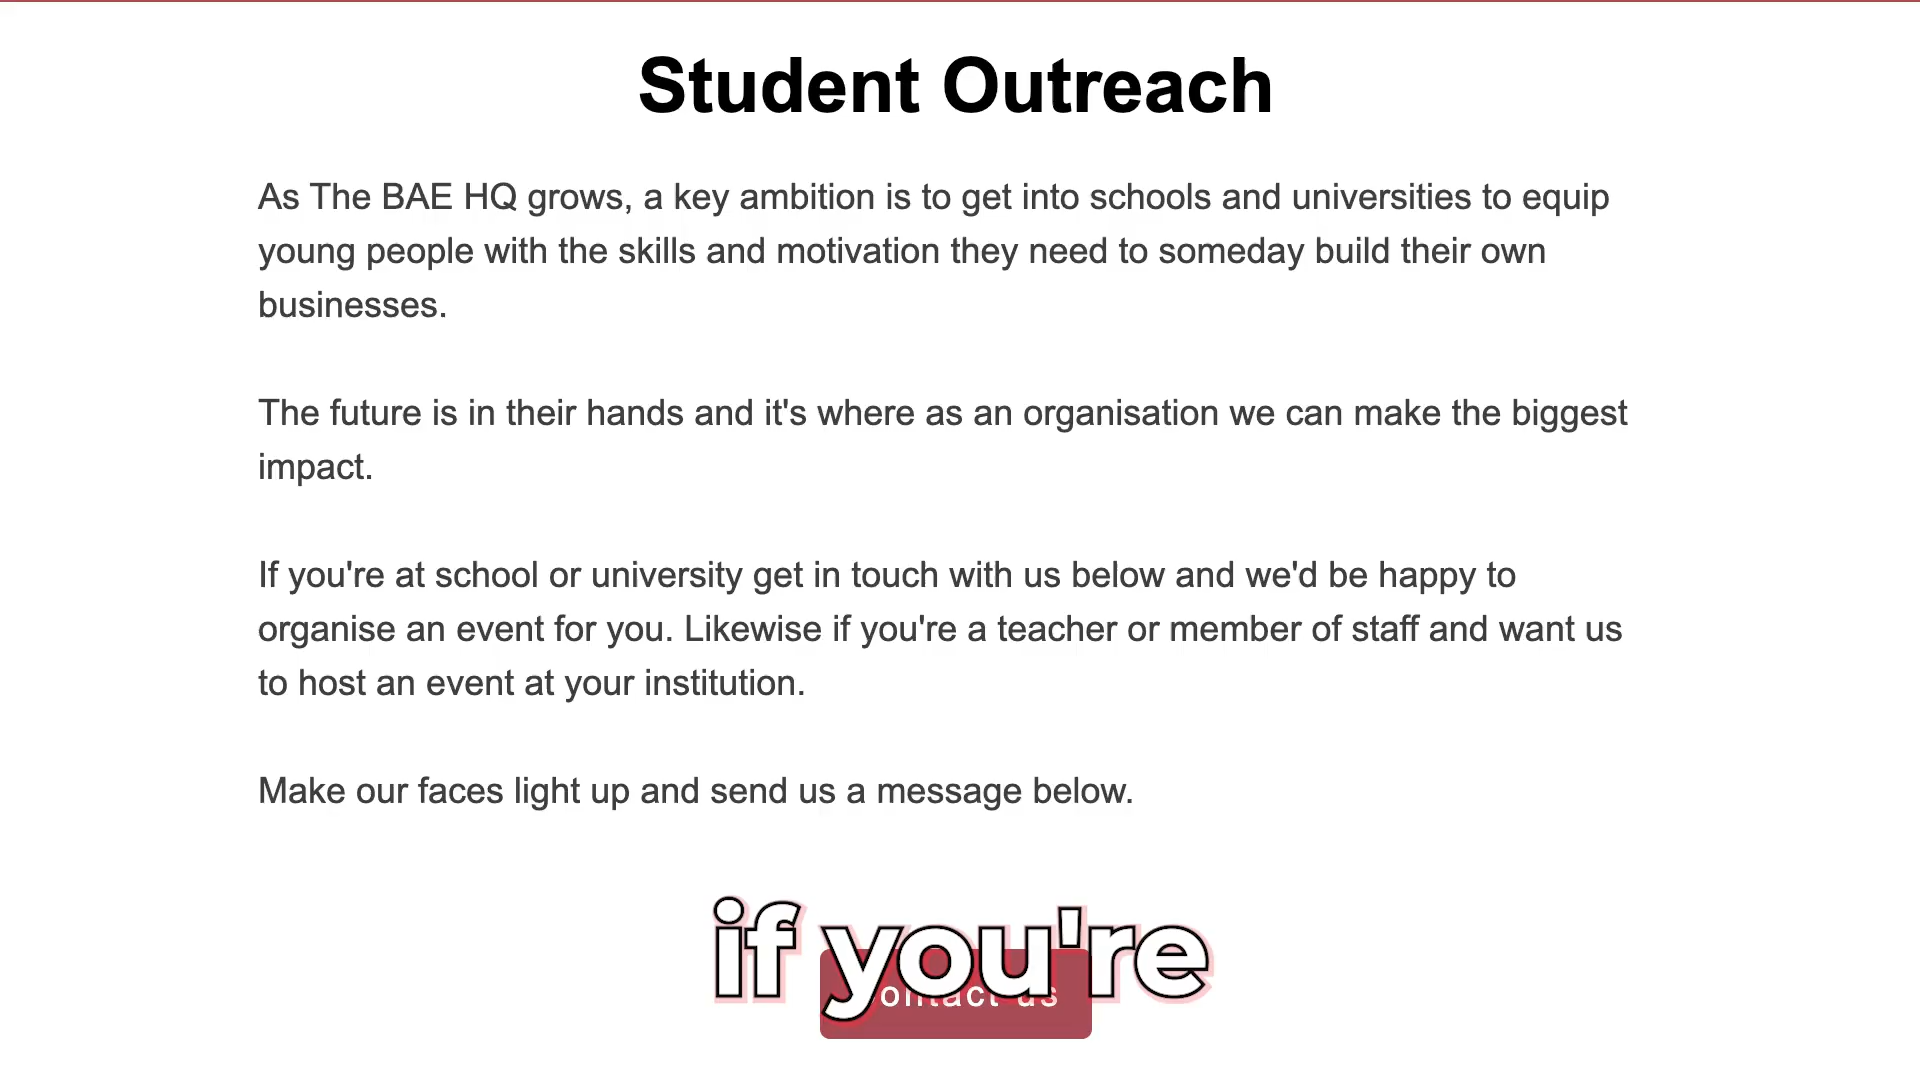 Student Outreach
As The BAE HQ grows, a key ambition is to get into schools and universities to equip
young people with the skills and motivation they need to someday build their own
businesses.
The future is in their hands and it's where as an organisation we can make the biggest
impact.
If you're at school or university get in touch with us below and we'd be happy to
organise an event for you. Likewise if you're a teacher or member of staff and want us
to host an event at your institution.
Make our faces light up and send us a message below.
if you're
contact us